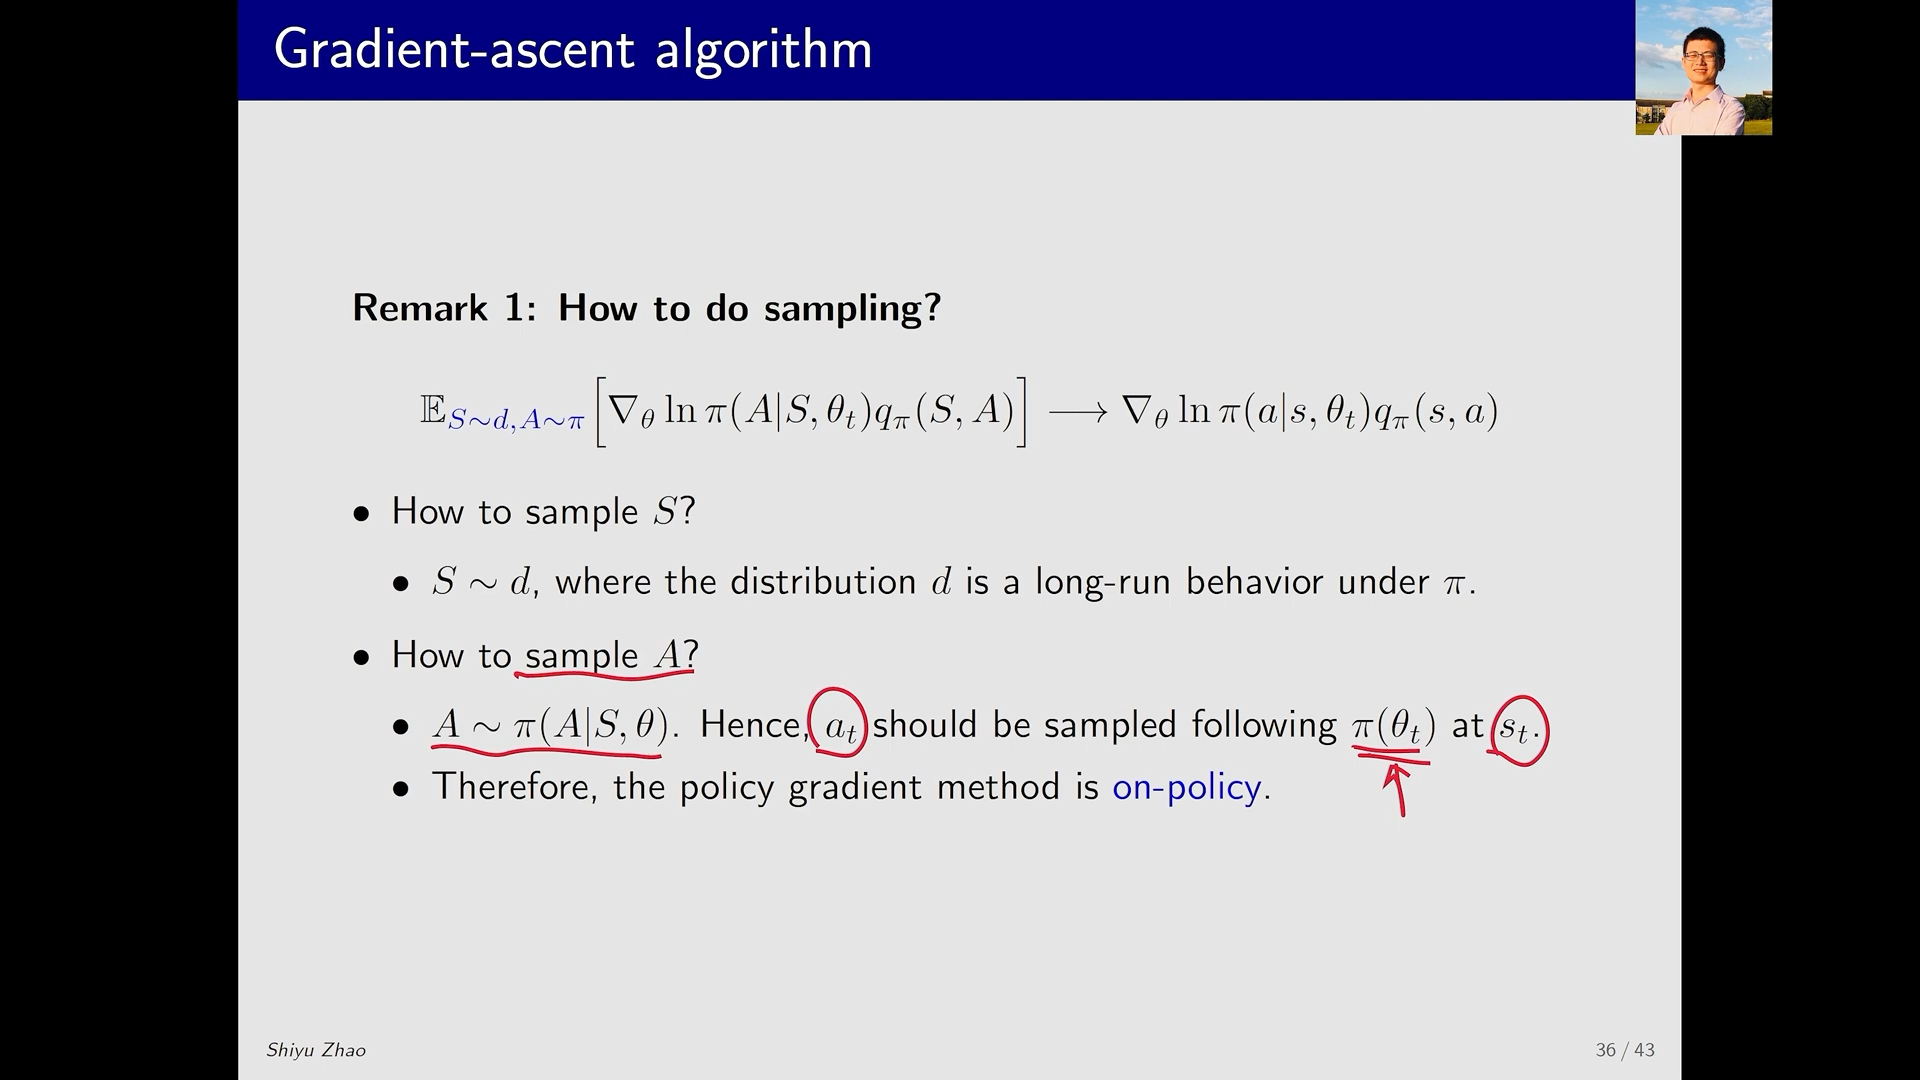 Gradient-ascent algorithm
Remark 1: How to do sampling?
𝔼_{S∼d,A∼π}[∇_θ ln π(A|S, θ_t)q_π(S, A)] ⟶ ∇_θ ln π(a|s, θ_t)q_π(s, a)
• How to sample S?
• S ∼ d, where the distribution d is a long-run behavior under π.
• How to sample A?
• A ∼ π(A|S, θ). Hence, a_t should be sampled following π(θ_t) at s_t.
• Therefore, the policy gradient method is on-policy.
Shiyu Zhao
36 / 43